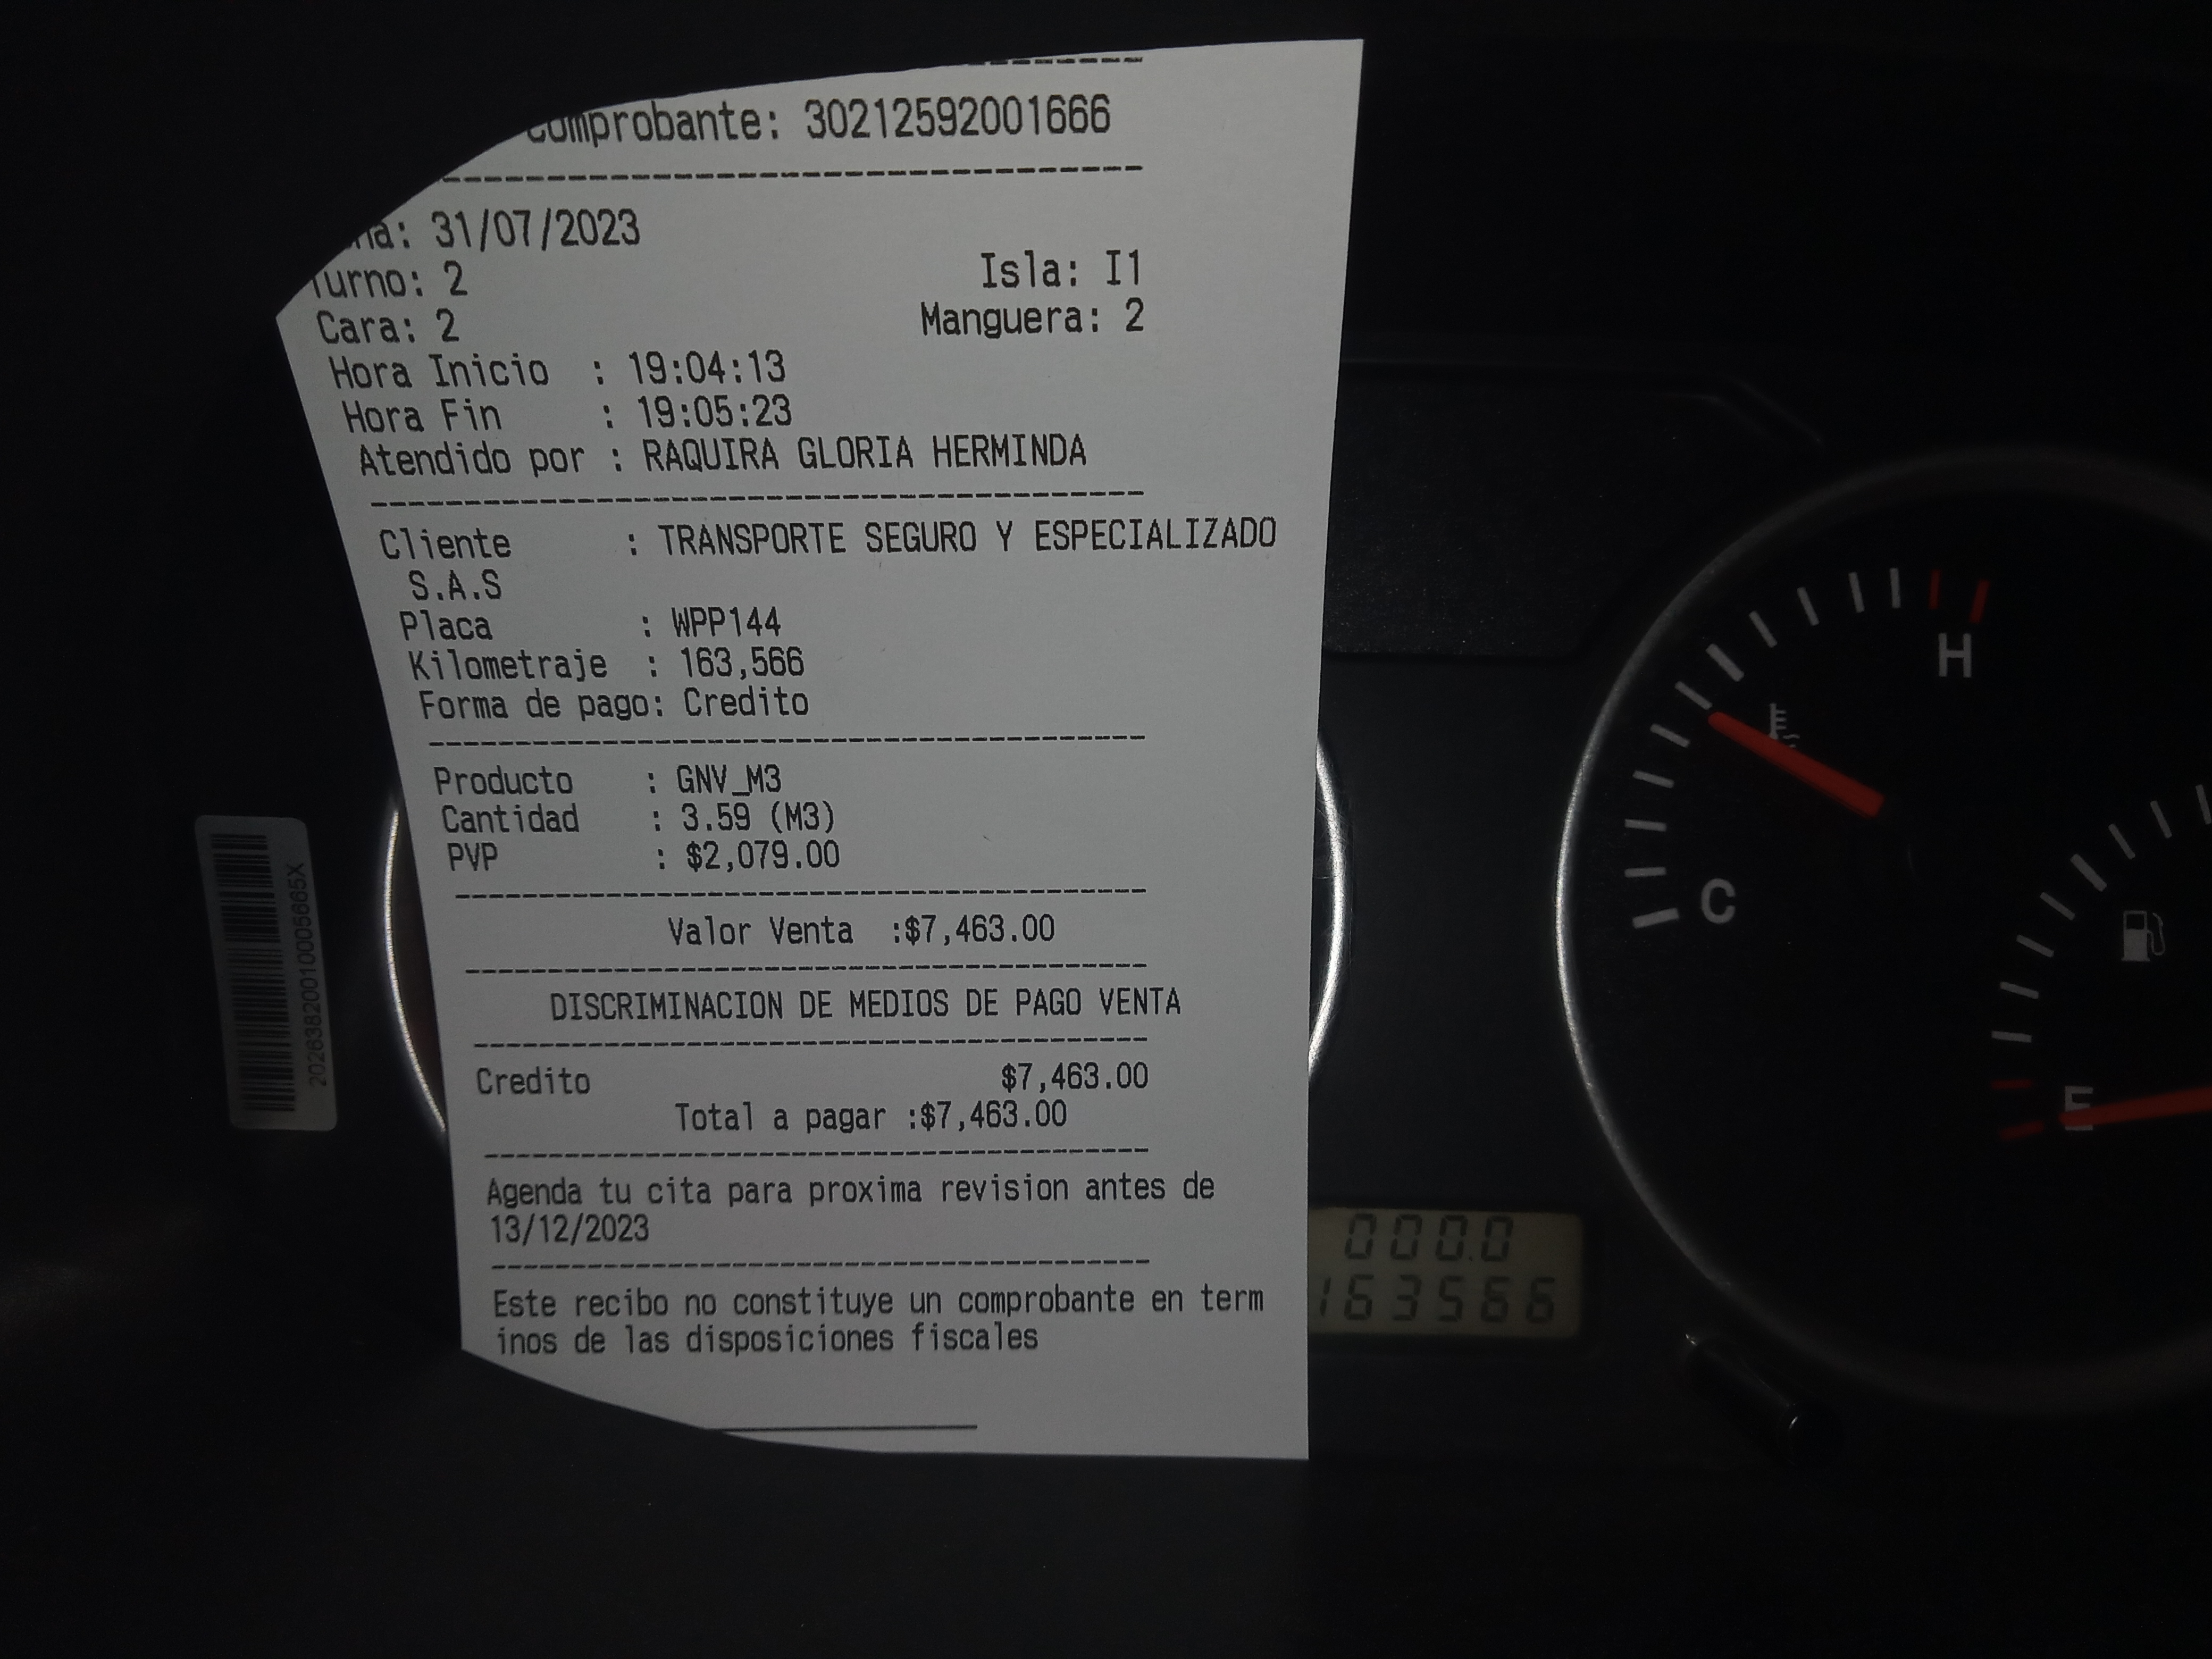 Comprobante: 30212592001666
31/07/2023
Turno: 2 Isla: I1
Cara: 2 Manguera: 2
Hora Inicio : 19:04:13
Hora Fin : 19:05:23
Atendido por : RAQUIRA GLORIA HERMINDA
Cliente : TRANSPORTE SEGURO Y ESPECIALIZADO
S.A.S
Placa : WPP144
Kilometraje : 163,566
Forma de pago: Credito
Producto : GNV_M3
Cantidad : 3.59 (M3)
PVP : $2,079.00
Valor Venta :$7,463.00
DISCRIMINACION DE MEDIOS DE PAGO VENTA
Credito $7,463.00
Total a pagar :$7,463.00
Agenda tu cita para proxima revision antes de
13/12/2023
Este recibo no constituye un comprobante en term
inos de las disposiciones fiscales
H
C
E
000.0
163566